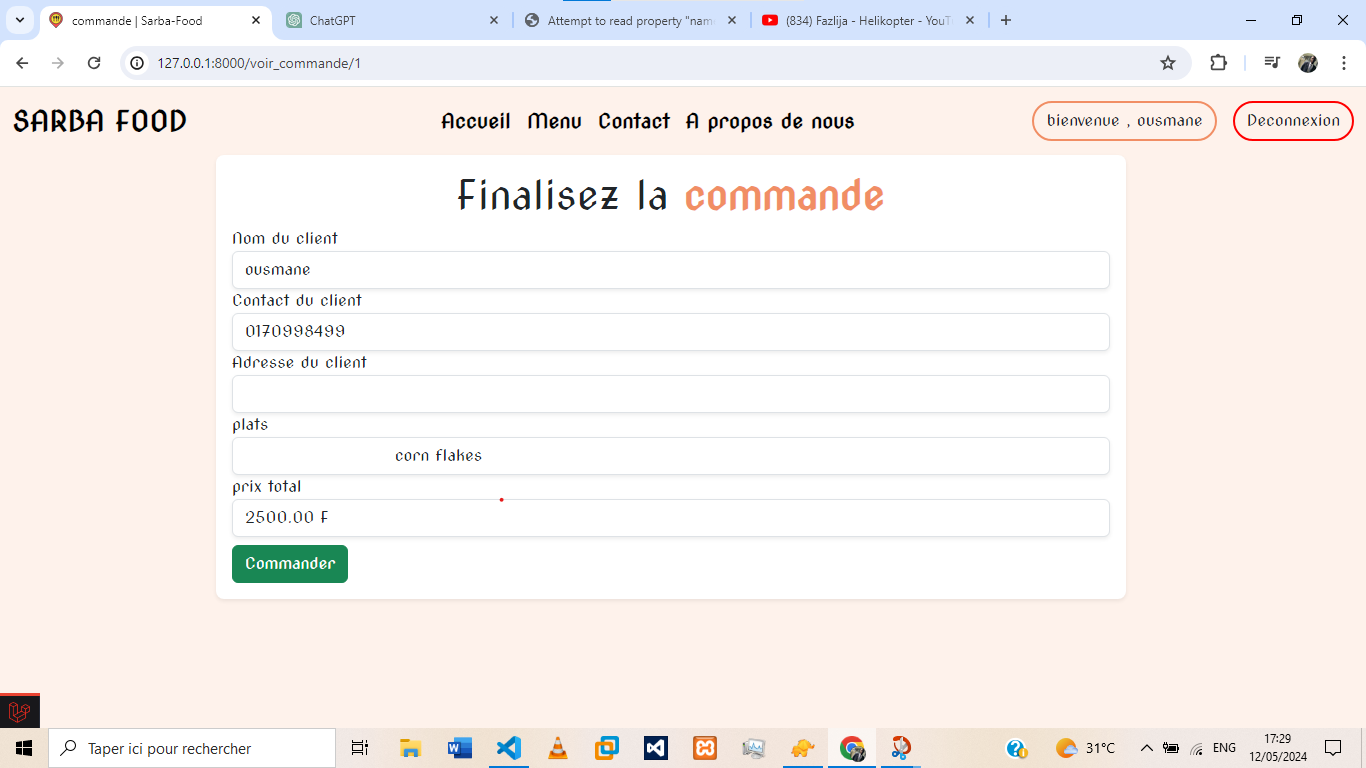 commande | Sarba-Food
ChatGPT
Attempt to read property "nam
(834) Fazlija - Helikopter - YouT
127.0.0.1:8000/voir_commande/1
SARBA FOOD
Accueil Menu Contact A propos de nous
bienvenue , ousmane
Deconnexion
Finalisez la commande
Nom du client
ousmane
Contact du client
0170998499
Adresse du client
plats
corn flakes
prix total
2500.00 F
Commander
Taper ici pour rechercher
31°C
ENG
17:29
12/05/2024